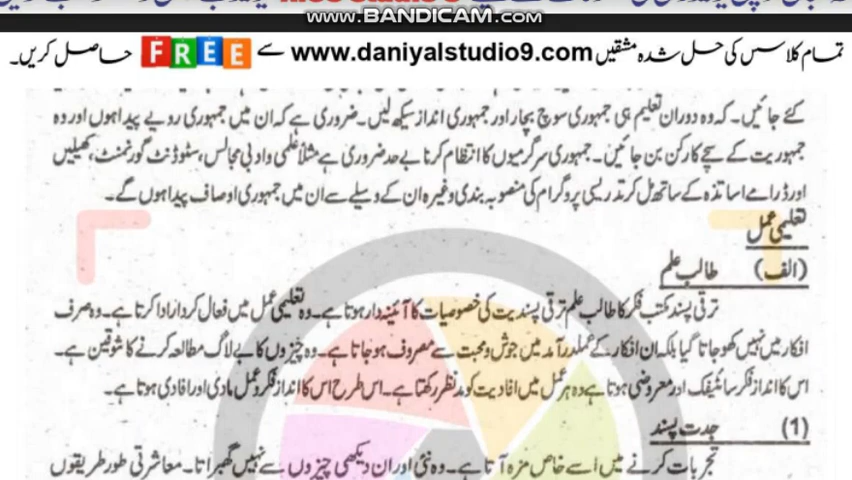 www.BANDICAM.com
تمام کلاسس کی حل شدہ مشقیں www.daniyalstudio9.com سے FREE حاصل کریں۔
کئے جائیں۔ کہ وہ دوران تعلیم ہی جمہوری سوچ بچار اور جمہوری انداز سیکھ لیں۔ ضروری ہے کہ ان میں جمہوری رویے پیدا ہوں اور وہ
جمہوریت کے سچے کارکن بن جائیں۔ جمہوری سرگرمیوں کا انتظام کرنا بے حد ضروری ہے مثلاً علمی و ادبی مجالس، سٹوڈنٹ گورنمنٹ، کھیلیں
اور ڈرامے اساتذہ کے ساتھ مل کر تدریسی پروگرام کی منصوبہ بندی وغیرہ ان کے وسیلے سے ان میں جمہوری اوصاف پیدا ہوں گے۔
تعلیمی عمل
(الف) طالب علم
ترقی پسند مکتب فکر کا طالب علم ترقی پسندیت کی خصوصیات کا آئینہ دار ہوتا ہے۔ وہ تعلیمی عمل میں فعال کردار ادا کرتا ہے۔ وہ صرف
افکار میں نہیں کھو جاتا گیا بلکہ ان افکار کے عملدرآمد میں جوش و محبت سے مصروف ہو جاتا ہے۔ وہ چیزوں کا بے لاگ مطالعہ کرنے کا شوقین ہے۔
اس کا انداز فکر سائنٹیفک اور معروضی ہوتا ہے وہ ہر عمل میں افادیت کو مدنظر رکھتا ہے۔ اس طرح اس کا انداز فکر و عمل مادی اور افادی ہوتا ہے۔
(1) جدت پسند
تجربات کرنے میں اسے خاص مزہ آتا ہے۔ وہ نئی اور ان دیکھی چیزوں سے نہیں گھبراتا۔ معاشرتی طور طریقوں